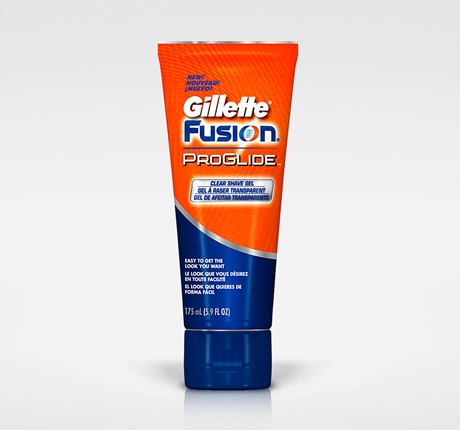 NEW!
NOUVEAU!
¡NUEVO!
Gillette®
FUSION®
PROGLIDE™
CLEAR SHAVE GEL
GEL À RASER TRANSPARENT
GEL DE AFEITAR TRANSPARENTE
EASY TO GET THE
LOOK YOU WANT
LE LOOK QUE VOUS DÉSIREZ
EN TOUTE FACILITÉ
EL LOOK QUE QUIERES DE
FORMA FÁCIL
175 mL (5.9 FL OZ)